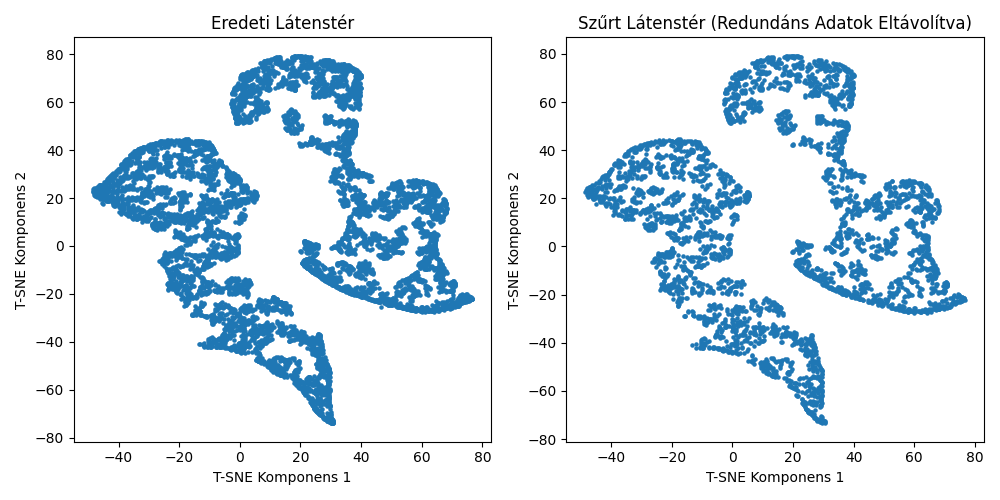 Eredeti Látenstér
80
60
40
20
0
−20
−40
−60
−80
T-SNE Komponens 2
−40 −20 0 20 40 60 80
T-SNE Komponens 1
Szűrt Látenstér (Redundáns Adatok Eltávolítva)
80
60
40
20
0
−20
−40
−60
−80
T-SNE Komponens 2
−40 −20 0 20 40 60 80
T-SNE Komponens 1